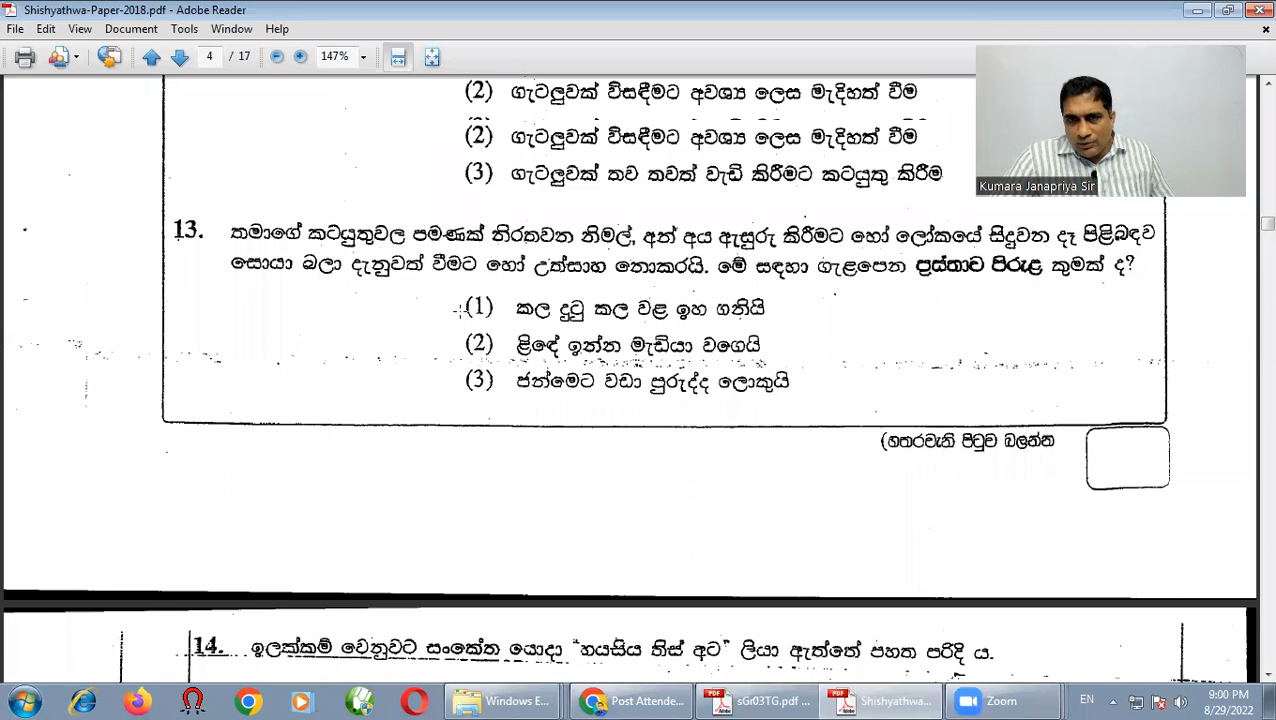 Shishyathwa-Paper-2018.pdf - Adobe Reader
File Edit View Document Tools Window Help
4 / 17 147%
(2) ගැටලුවක් විසඳීමට අවශ්‍ය ලෙස මැදිහත් වීම
(2) ගැටලුවක් විසඳීමට අවශ්‍ය ලෙස මැදිහත් වීම
(3) ගැටලුවක් තව තවත් වැඩි කිරීමට කටයුතු කිරීම
Kumara Janapriya Sir
13. තමාගේ කටයුතුවල පමණක් නිරතවන නිමල්, අන් අය ඇසුරු කිරීමට හෝ ලෝකයේ සිදුවන දෑ පිළිබඳව
සොයා බලා දැනුවත් වීමට හෝ උත්සාහ නොකරයි. මේ සඳහා ගැළපෙන ප්‍රස්තාව පිරුළ කුමක් ද?
(1) කල දුටු කල වළ ඉහ ගනියි
(2) ළිඳේ ඉන්න මැඩියා වගෙයි
(3) ජන්මෙට වඩා පුරුද්ද ලොකුයි
(හතරවැනි පිටුව බලන්න
14. ඉලක්කම් වෙනුවට සංකේත යොදා "හයසිය තිස් අට" ලියා ඇත්තේ පහත පරිදි ය.
Windows E... Post Attende... sGr03TG.pdf ... Shishyathwa... Zoom EN 9:00 PM
8/29/2022